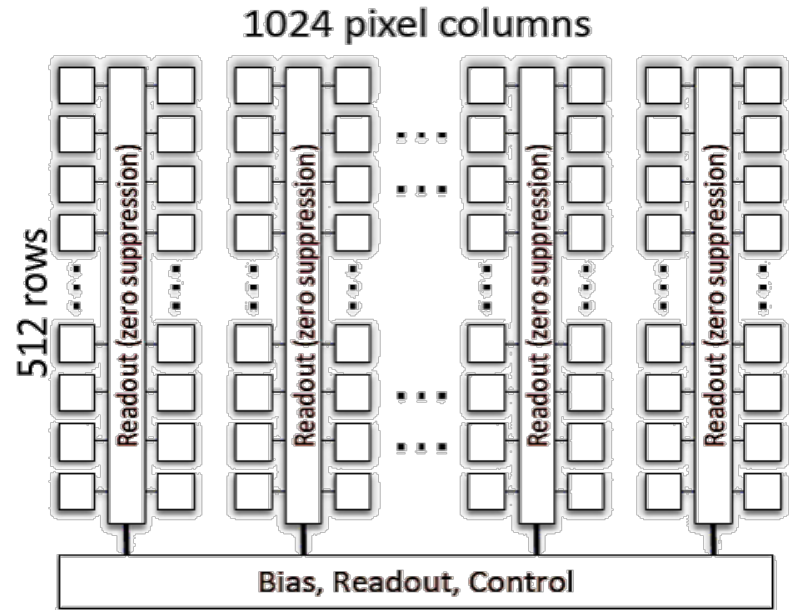 1024 pixel columns
512 rows
Readout (zero suppression)
Readout (zero suppression)
Readout (zero suppression)
Readout (zero suppression)
Bias, Readout, Control